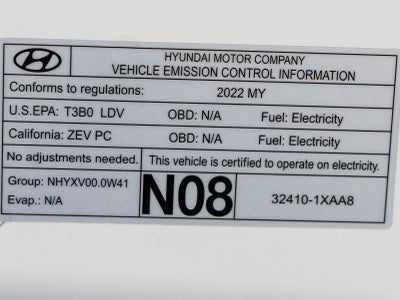 HYUNDAI MOTOR COMPANY
VEHICLE EMISSION CONTROL INFORMATION
Conforms to regulations: 2022 MY
U.S.EPA: T3B0 LDV OBD: N/A Fuel: Electricity
California: ZEV PC OBD: N/A Fuel: Electricity
No adjustments needed. This vehicle is certified to operate on electricity.
Group: NHYXV00.0W41
Evap.: N/A
N08
32410-1XAA8